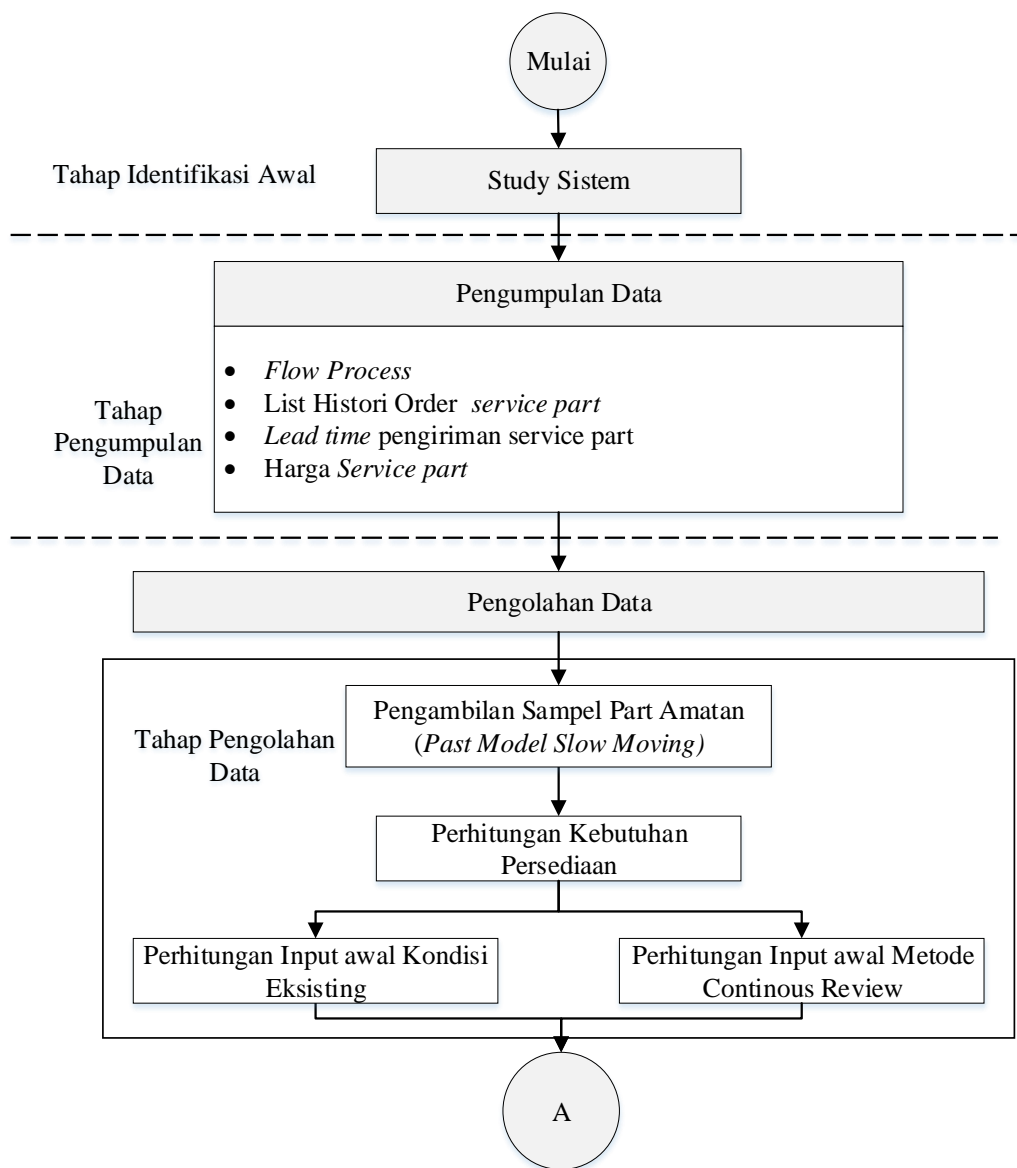 Mulai
Tahap Identifikasi Awal
Study Sistem
Pengumpulan Data
Tahap
Pengumpulan
Data
• Flow Process
• List Histori Order service part
• Lead time pengiriman service part
• Harga Service part
Pengolahan Data
Tahap Pengolahan
Data
Pengambilan Sampel Part Amatan
(Past Model Slow Moving)
Perhitungan Kebutuhan
Persediaan
Perhitungan Input awal Kondisi
Eksisting
Perhitungan Input awal Metode
Continous Review
A